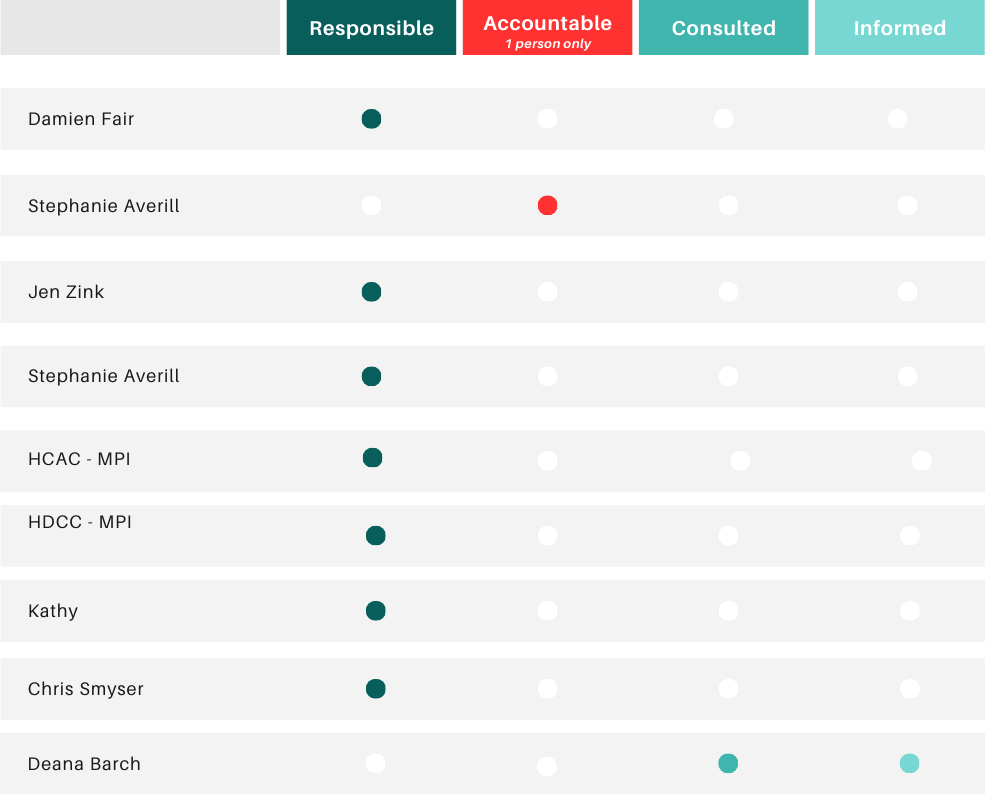 Responsible
Accountable
1 person only
Consulted
Informed
Damien Fair
Stephanie Averill
Jen Zink
Stephanie Averill
HCAC - MPI
HDCC - MPI
Kathy
Chris Smyser
Deana Barch